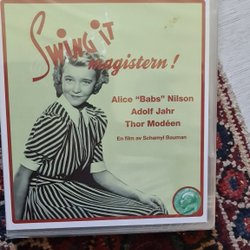 SWING iT
magistern!
Alice "Babs" Nilson
Adolf Jahr
Thor Modéen
En film av Schamyl Bauman